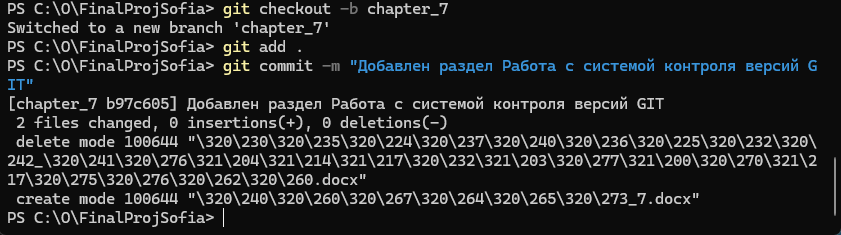 PS C:\O\FinalProjSofia> git checkout -b chapter_7
Switched to a new branch 'chapter_7'
PS C:\O\FinalProjSofia> git add .
PS C:\O\FinalProjSofia> git commit -m "Добавлен раздел Работа с системой контроля версий G
IT"
[chapter_7 b97c605] Добавлен раздел Работа с системой контроля версий GIT
 2 files changed, 0 insertions(+), 0 deletions(-)
 delete mode 100644 "\320\230\320\235\320\224\320\237\320\240\320\236\320\225\320\232\320\
242_\320\241\320\276\321\204\321\214\321\217\320\232\321\203\320\277\321\200\320\270\321\2
17\320\275\320\276\320\262\320\260.docx"
 create mode 100644 "\320\240\320\260\320\267\320\264\320\265\320\273_7.docx"
PS C:\O\FinalProjSofia>